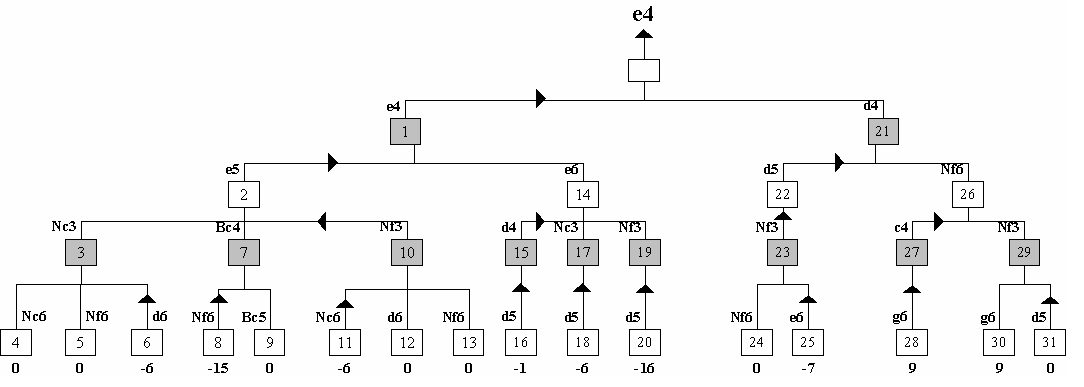 e4
e4 d4
1 21
e5 e6 d5 Nf6
2 14 22 26
Nc3 Bc4 Nf3 d4 Nc3 Nf3 Nf3 c4 Nf3
3 7 10 15 17 19 23 27 29
Nc6 Nf6 d6 Nf6 Bc5 Nc6 d6 Nf6 d5 d5 d5 Nf6 e6 g6 g6 d5
4 5 6 8 9 11 12 13 16 18 20 24 25 28 30 31
0 0 -6 -15 0 -6 0 0 -1 -6 -16 0 -7 9 9 0